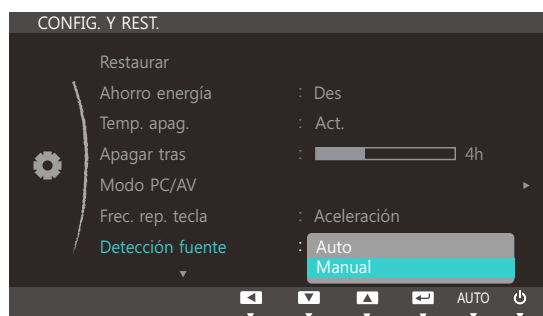 CONFIG. Y REST.
Restaurar
Ahorro energía : Des
Temp. apag. : Act.
Apagar tras : 4h
Modo PC/AV
Frec. rep. tecla : Aceleración
Detección fuente : Auto
Manual
AUTO